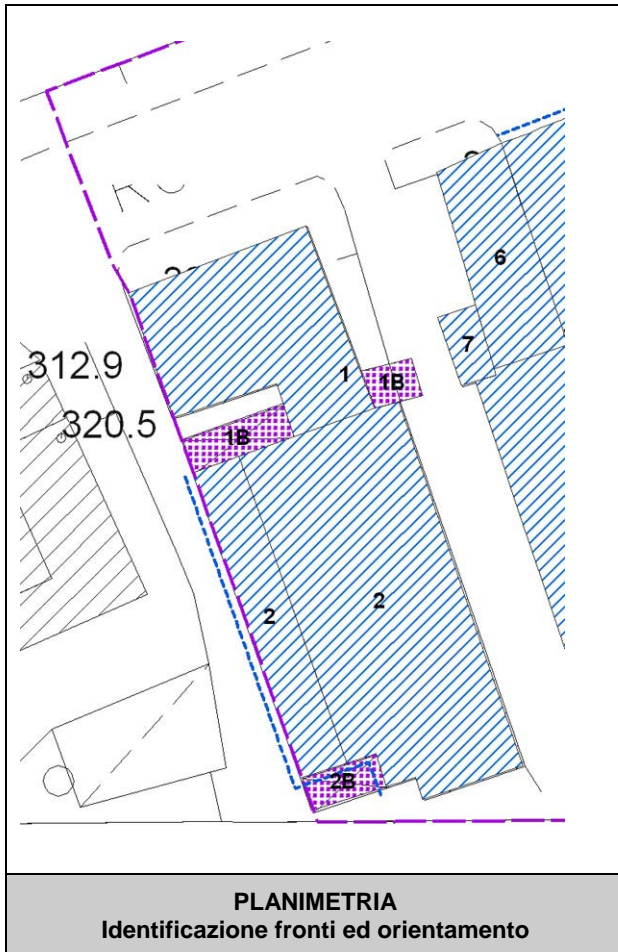 6
7
312.9
1
1B
320.5
1B
2
2
2B
PLANIMETRIA
Identificazione fronti ed orientamento